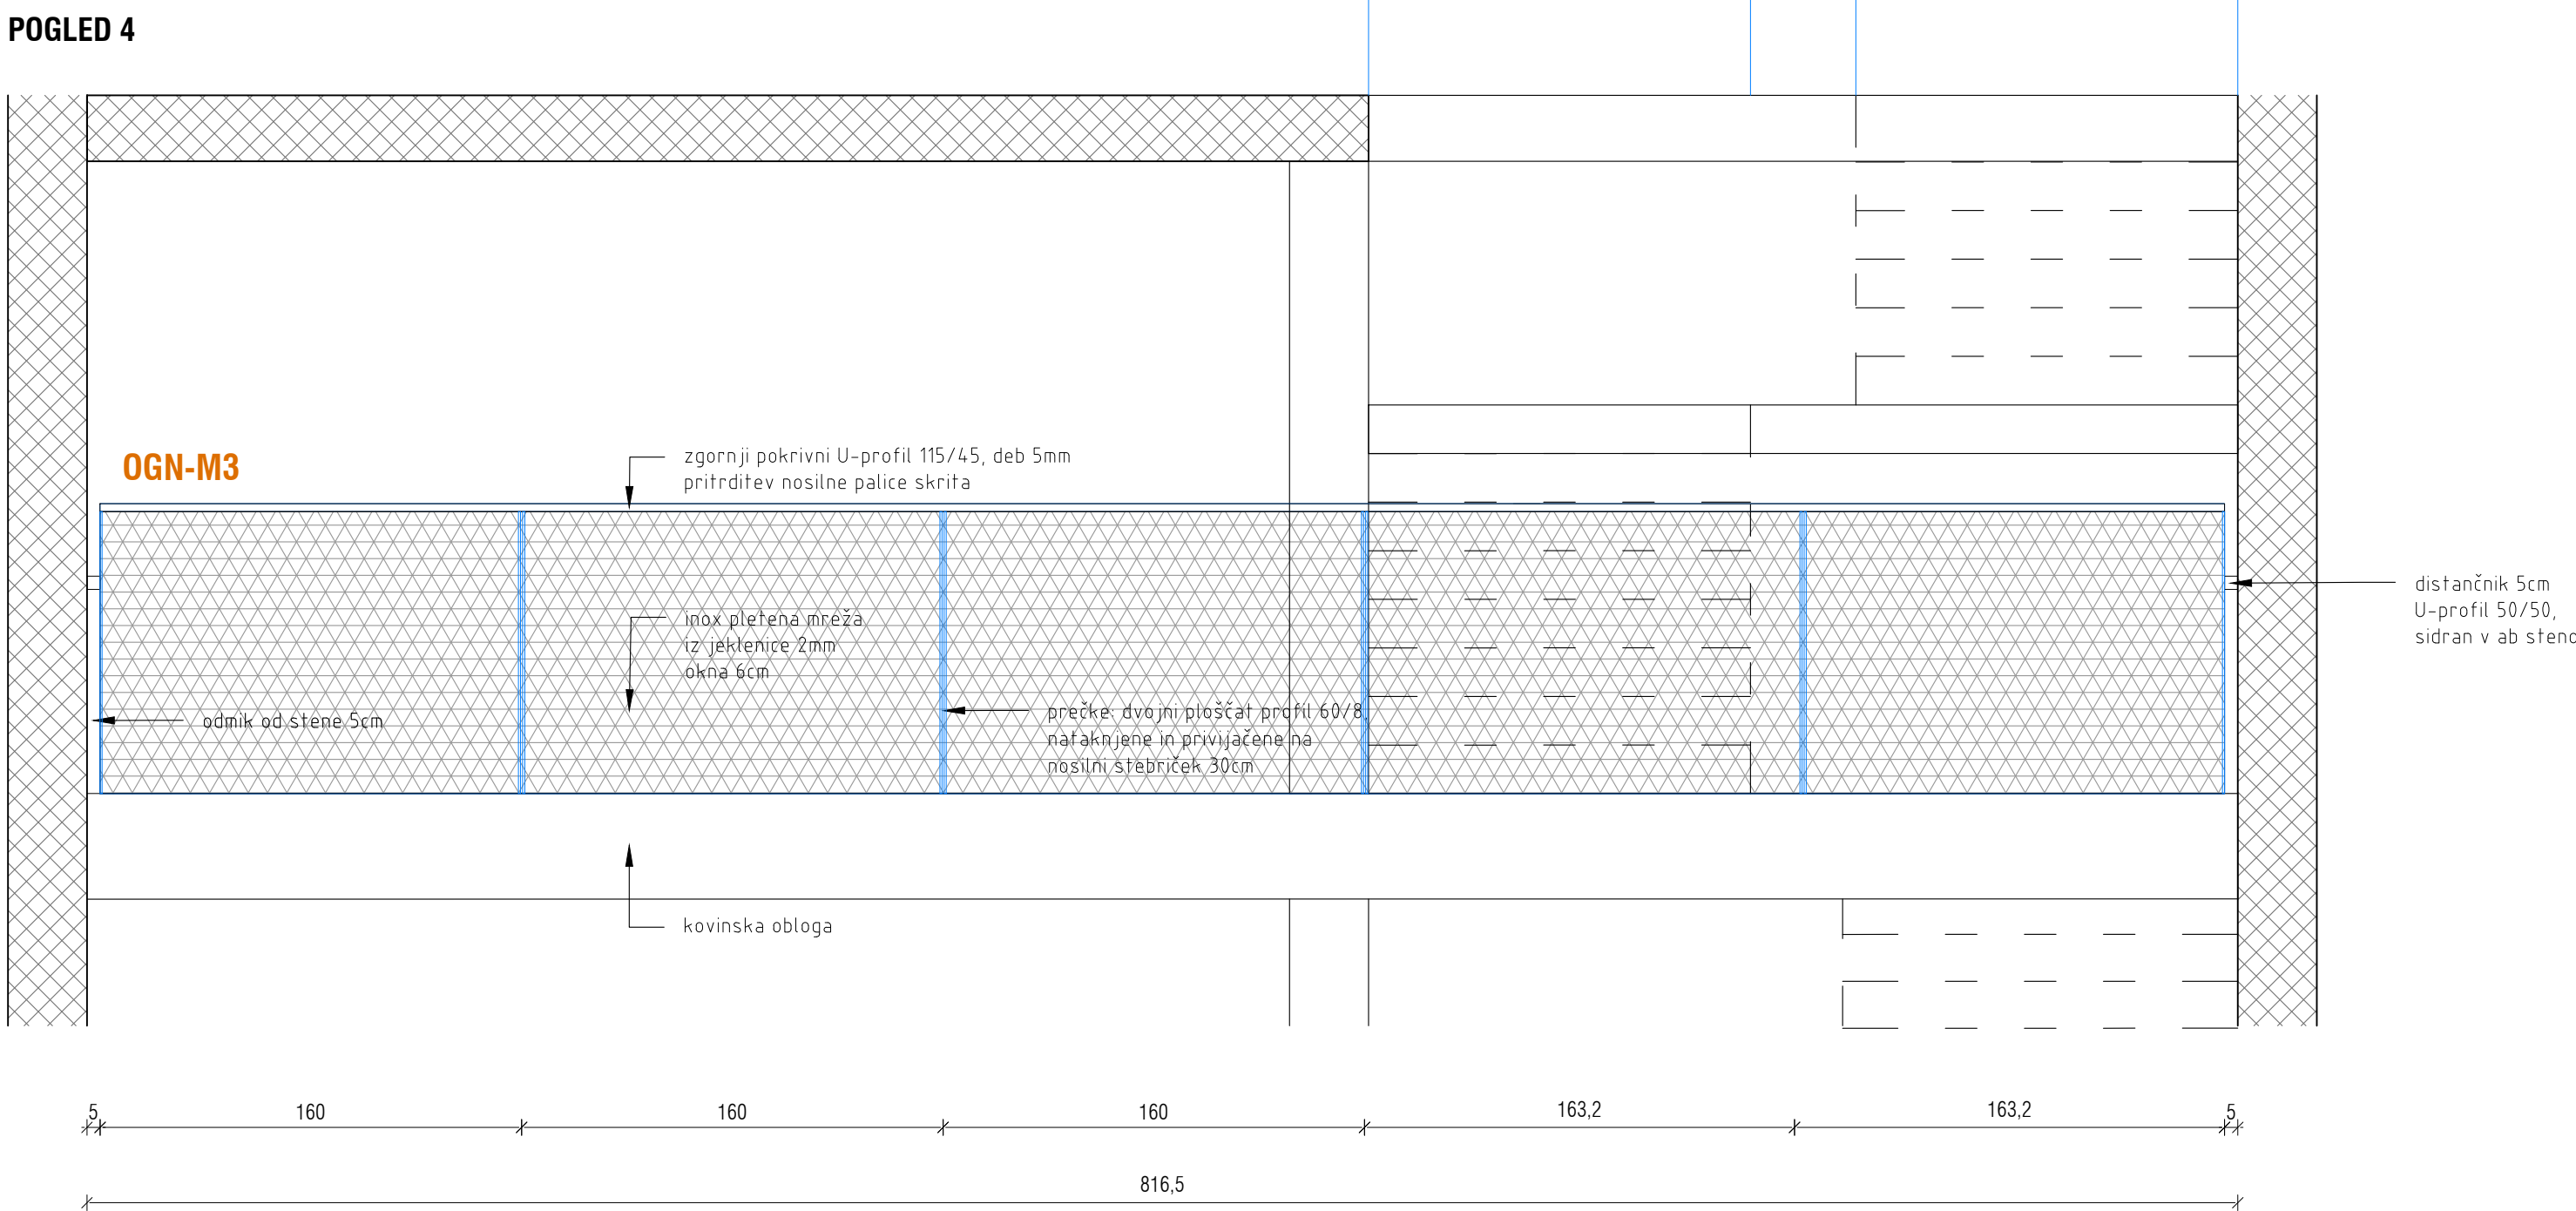 POGLED 4
OGN-M3
zgornji pokrivni U-profil 115/45, deb 5mm
pritrditev nosilne palice skrita
inox pletena mreža
iz jeklenice 2mm
okna 6cm
odmik od stene 5cm
prečke: dvojni ploščat profil 60/8,
nataknjene in privijačene na
nosilni stebriček 30cm
distančnik 5cm
U-profil 50/50,
sidran v ab steno
kovinska obloga
5 160 160 160 163,2 163,2 5
816,5